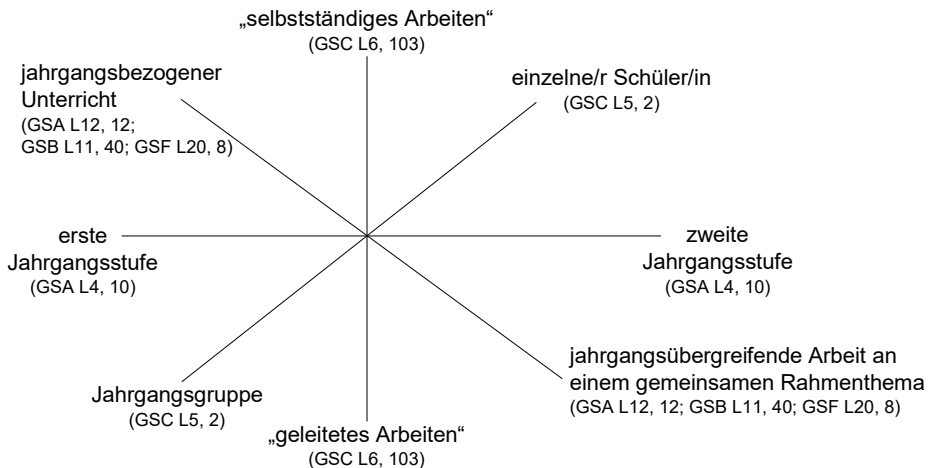 „selbstständiges Arbeiten“
(GSC L6, 103)
jahrgangsbezogener
Unterricht
(GSA L12, 12;
GSB L11, 40; GSF L20, 8)
einzelne/r Schüler/in
(GSC L5, 2)
erste
Jahrgangsstufe
(GSA L4, 10)
zweite
Jahrgangsstufe
(GSA L4, 10)
Jahrgangsgruppe
(GSC L5, 2)
„geleitetes Arbeiten“
(GSC L6, 103)
jahrgangsübergreifende Arbeit an
einem gemeinsamen Rahmenthema
(GSA L12, 12; GSB L11, 40; GSF L20, 8)